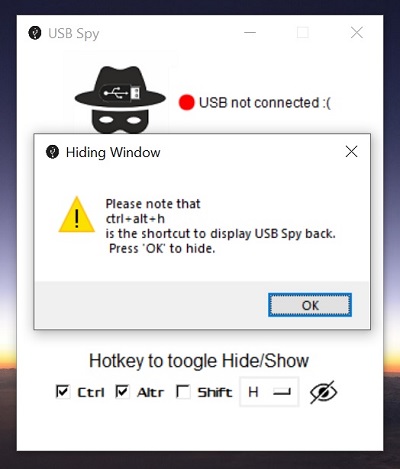 USB Spy
USB not connected :(
Hiding Window
Please note that
ctrl+alt+h
is the shortcut to display USB Spy back.
Press 'OK' to hide.
OK
Hotkey to toogle Hide/Show
Ctrl Altr Shift H